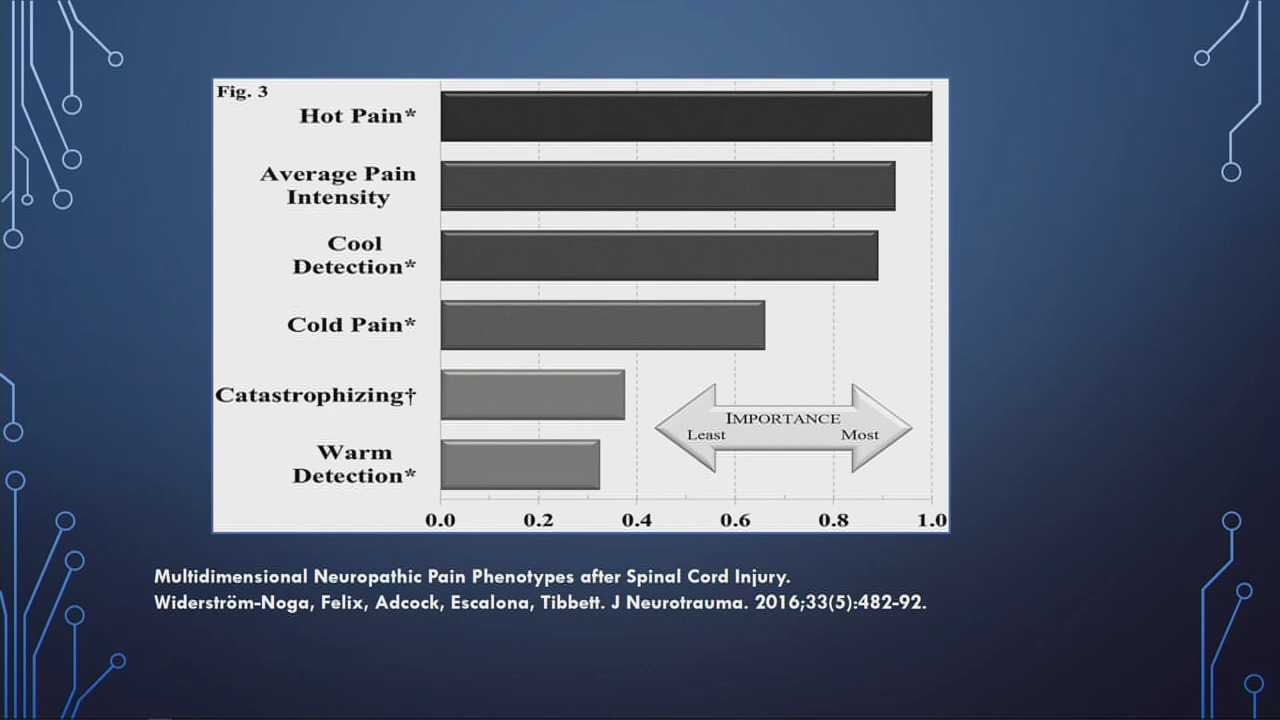 Fig. 3
Hot Pain*
Average Pain
Intensity
Cool
Detection*
Cold Pain*
Catastrophizing†
Warm
Detection*
IMPORTANCE
Least Most
0.0 0.2 0.4 0.6 0.8 1.0
Multidimensional Neuropathic Pain Phenotypes after Spinal Cord Injury.
Widerström-Noga, Felix, Adcock, Escalona, Tibbett. J Neurotrauma. 2016;33(5):482-92.